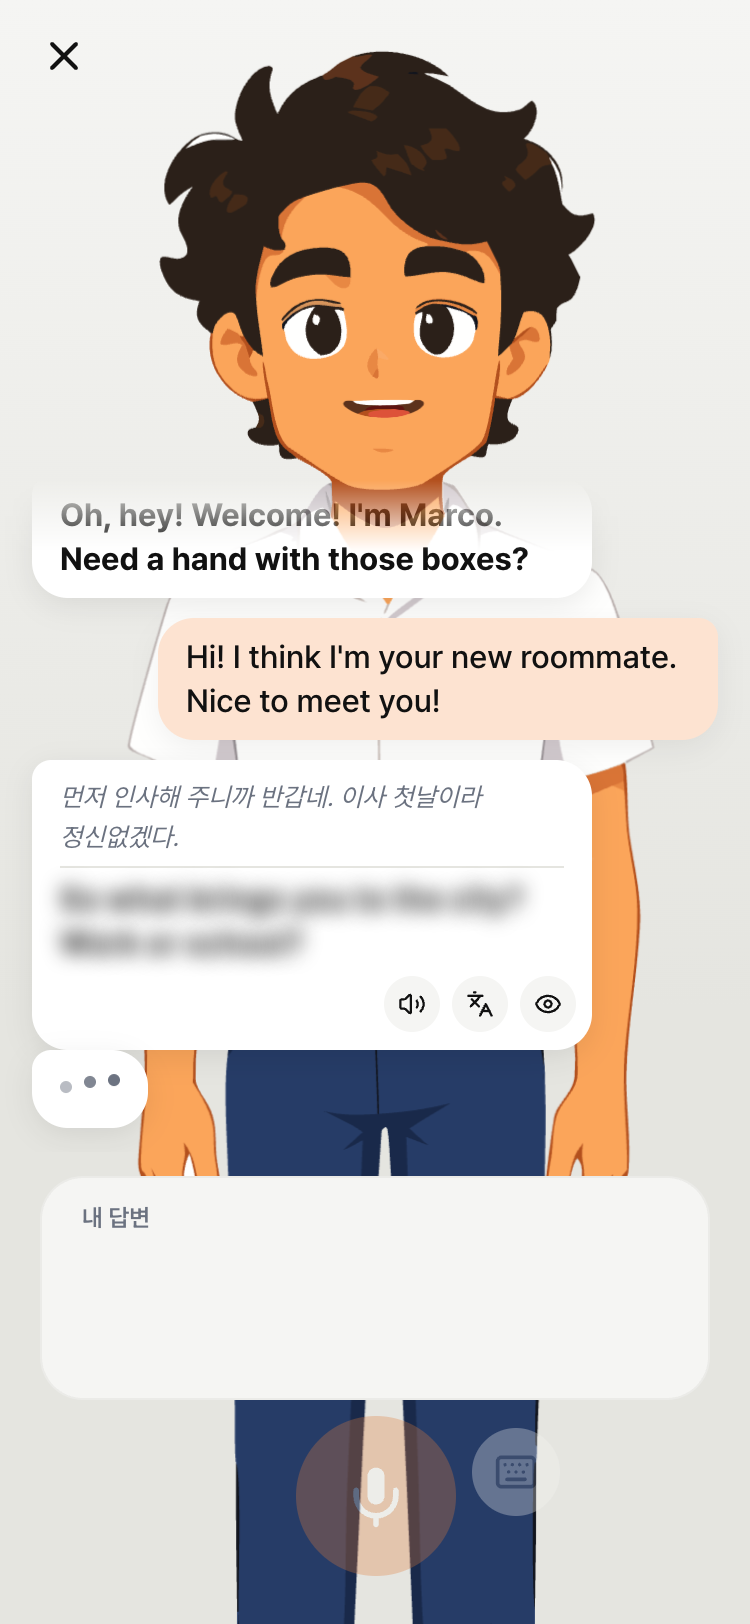 Oh, hey! Welcome! I'm Marco.
Need a hand with those boxes?
Hi! I think I'm your new roommate.
Nice to meet you!
먼저 인사해 주니까 반갑네. 이사 첫날이라
정신없겠다.
내 답변